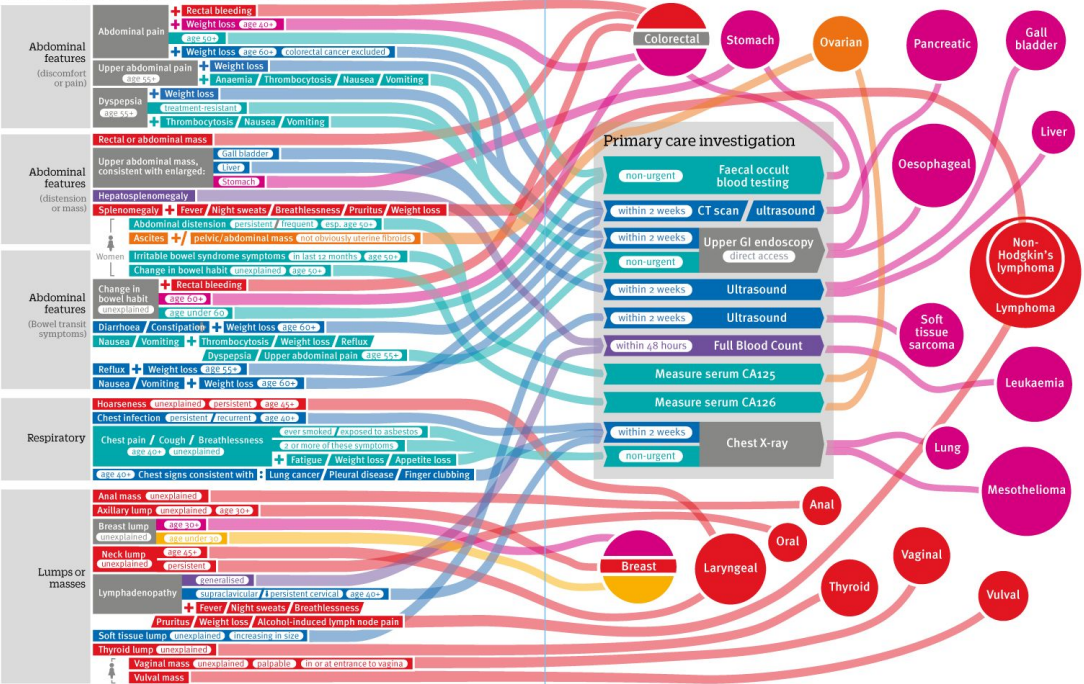 Abdominal features
(discomfort or pain)
Abdominal pain
+ Rectal bleeding
+ Weight loss age 40+
age 50+
+ Weight loss age 60+ colorectal cancer excluded
Upper abdominal pain
age 55+
+ Weight loss
+ Anaemia / Thrombocytosis / Nausea / Vomiting
Dyspepsia
age 55+
+ Weight loss
treatment-resistant
+ Thrombocytosis / Nausea / Vomiting
Abdominal features
(distension or mass)
Rectal or abdominal mass
Upper abdominal mass,
consistent with enlarged:
Gall bladder
Liver
Stomach
Hepatosplenomegaly
Splenomegaly + Fever / Night sweats / Breathlessness / Pruritus / Weight loss
Women
Abdominal distension persistent / frequent esp. age 50+
Ascites +/ pelvic/abdominal mass not obviously uterine fibroids
Irritable bowel syndrome symptoms in last 12 months age 50+
Change in bowel habit unexplained age 50+
Abdominal features
(Bowel transit symptoms)
Change in bowel habit
unexplained
+ Rectal bleeding
age 60+
age under 60
Diarrhoea / Constipation + Weight loss age 60+
Nausea / Vomiting + Thrombocytosis / Weight loss / Reflux
/ Dyspepsia / Upper abdominal pain age 55+
Reflux + Weight loss age 55+
Nausea / Vomiting + Weight loss age 60+
Respiratory
Hoarseness unexplained persistent age 45+
Chest infection persistent / recurrent age 40+
Chest pain / Cough / Breathlessness
age 40+ unexplained
ever smoked / exposed to asbestos
2 or more of these symptoms
+ Fatigue / Weight loss / Appetite loss
age 40+ Chest signs consistent with : Lung cancer / Pleural disease / Finger clubbing
Lumps or masses
Anal mass unexplained
Axillary lump unexplained age 30+
Breast lump
unexplained
age 30+
age under 30
Neck lump
unexplained
age 45+
persistent
Lymphadenopathy
generalised
supraclavicular / persistent cervical age 40+
+ Fever / Night sweats / Breathlessness
/ Pruritus / Weight loss / Alcohol-induced lymph node pain
Soft tissue lump unexplained increasing in size
Thyroid lump unexplained
Vaginal mass unexplained palpable in or at entrance to vagina
Vulval mass
Primary care investigation
non-urgent Faecal occult
blood testing
within 2 weeks CT scan / ultrasound
within 2 weeks
non-urgent
Upper GI endoscopy
direct access
within 2 weeks Ultrasound
within 2 weeks Ultrasound
within 48 hours Full Blood Count
Measure serum CA125
Measure serum CA126
within 2 weeks
non-urgent
Chest X-ray
Colorectal
Stomach
Ovarian
Pancreatic
Gall
bladder
Liver
Oesophageal
Non-
Hodgkin's
lymphoma
Lymphoma
Soft
tissue
sarcoma
Leukaemia
Lung
Mesothelioma
Anal
Oral
Breast
Laryngeal
Thyroid
Vaginal
Vulval